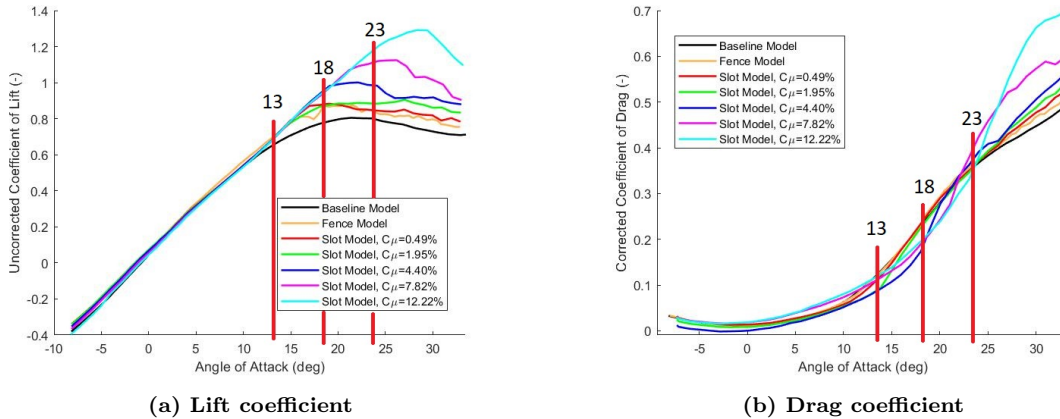 1.4
1.2
1
0.8
0.6
0.4
0.2
0
-0.2
-0.4
-10
-5
0
5
10
15
20
25
30
Uncorrected Coefficient of Lift (-)
Angle of Attack (deg)
13
18
23
Baseline Model
Fence Model
Slot Model, Cμ=0.49%
Slot Model, Cμ=1.95%
Slot Model, Cμ=4.40%
Slot Model, Cμ=7.82%
Slot Model, Cμ=12.22%
(a) Lift coefficient
0.7
0.6
0.5
0.4
0.3
0.2
0.1
0
-5
0
5
10
15
20
25
30
Corrected Coefficient of Drag (-)
Angle of Attack (deg)
13
18
23
Baseline Model
Fence Model
Slot Model, Cμ=0.49%
Slot Model, Cμ=1.95%
Slot Model, Cμ=4.40%
Slot Model, Cμ=7.82%
Slot Model, Cμ=12.22%
(b) Drag coefficient